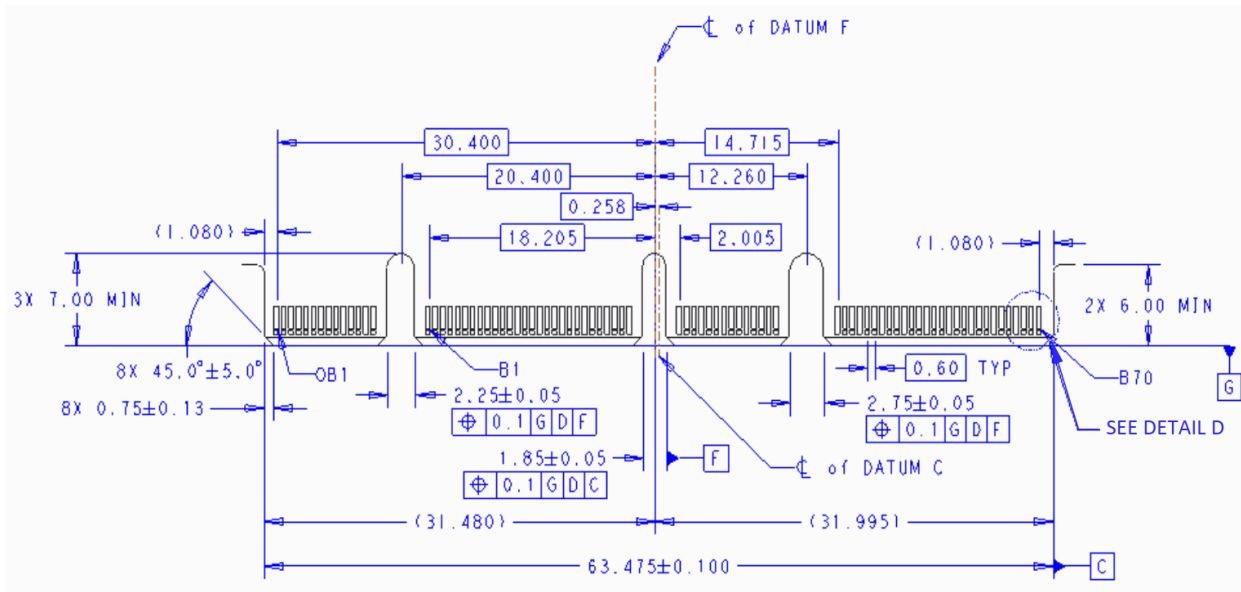 ℄ of DATUM F
30.400
14.715
20.400
12.260
0.258
(1.080)
18.205
2.005
(1.080)
3X 7.00 MIN
2X 6.00 MIN
8X 45.0°±5.0°
OB1
B1
0.60 TYP
B70
G
8X 0.75±0.13
2.25±0.05
2.75±0.05
⌖ 0.1 G D F
⌖ 0.1 G D F
SEE DETAIL D
1.85±0.05
F
℄ of DATUM C
⌖ 0.1 G D C
(31.480)
(31.995)
63.475±0.100
C